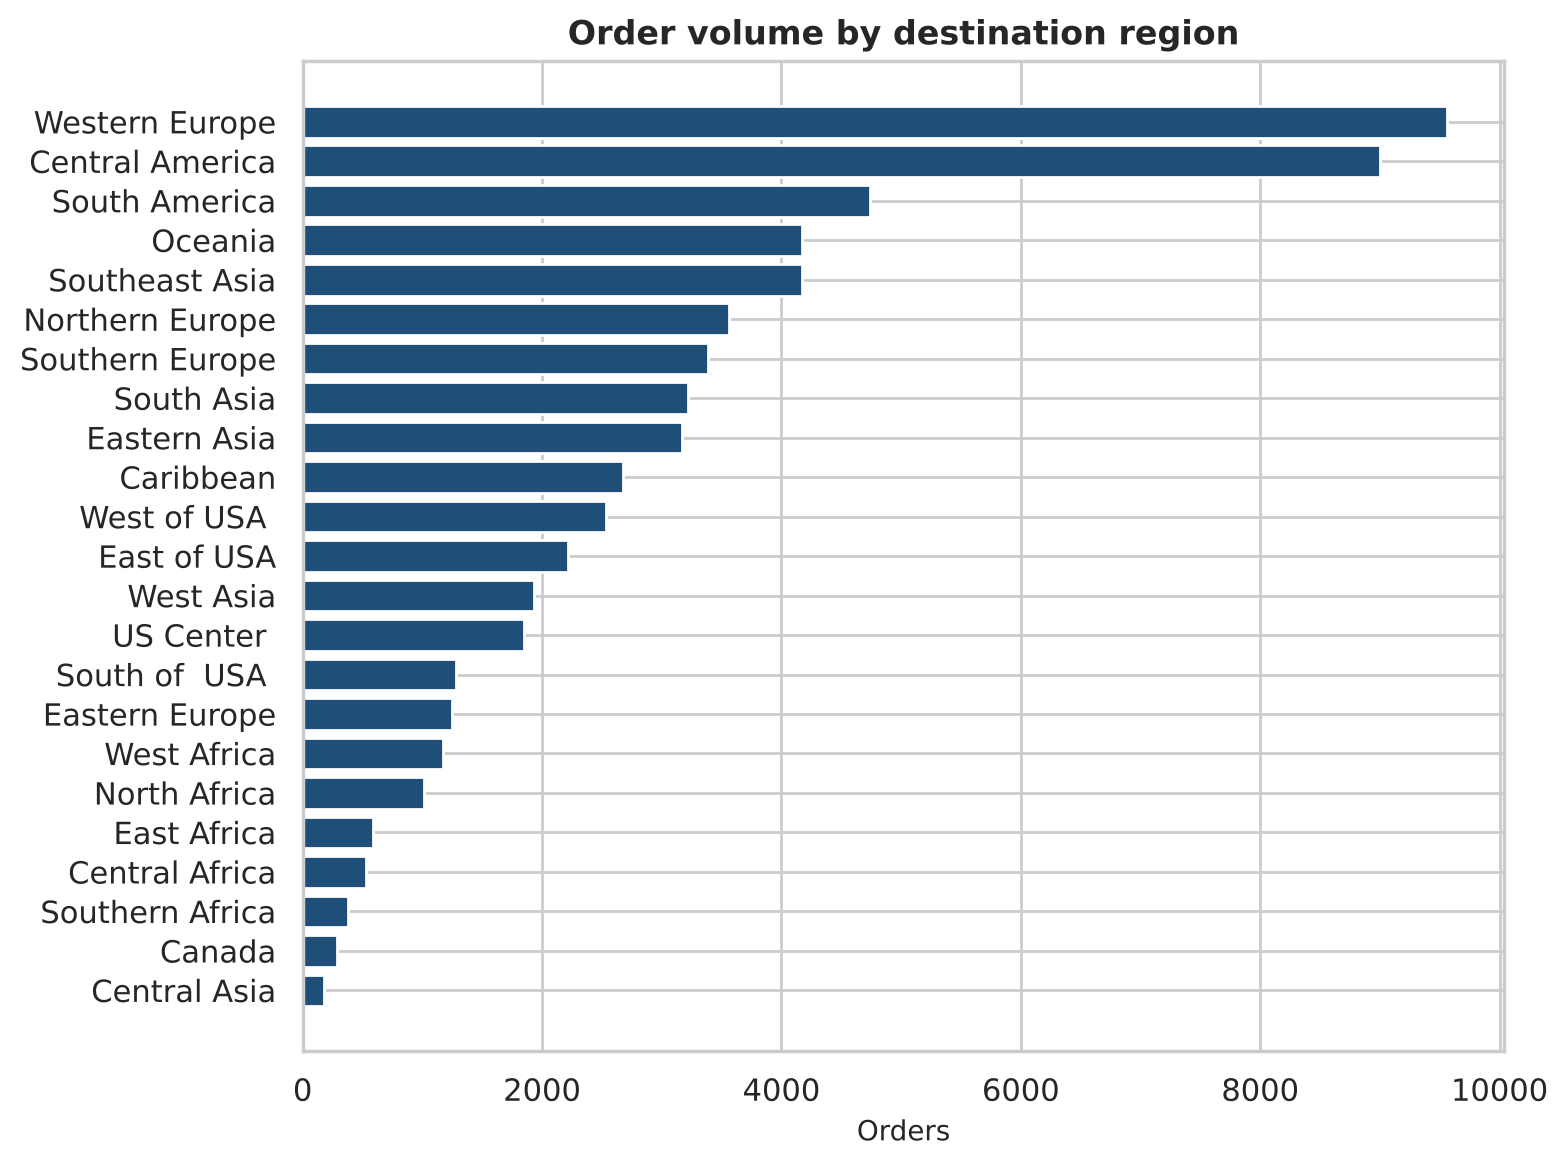 Order volume by destination region
Western Europe
Central America
South America
Oceania
Southeast Asia
Northern Europe
Southern Europe
South Asia
Eastern Asia
Caribbean
West of USA
East of USA
West Asia
US Center
South of  USA
Eastern Europe
West Africa
North Africa
East Africa
Central Africa
Southern Africa
Canada
Central Asia
0 2000 4000 6000 8000 10000
Orders